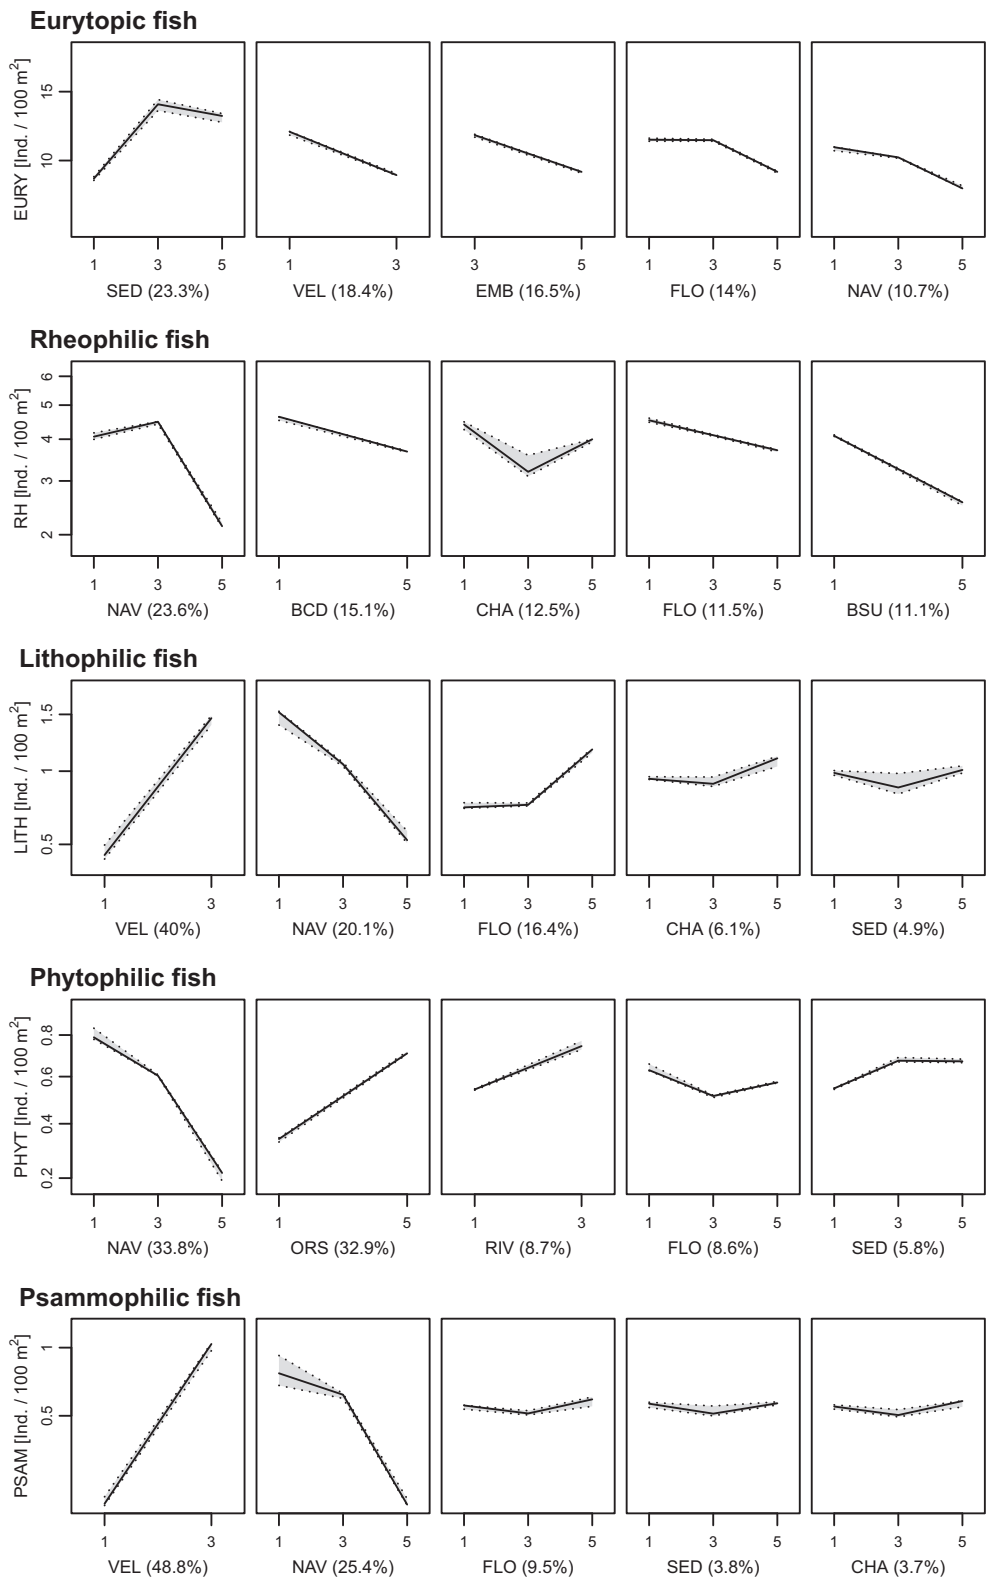 Eurytopic fish
EURY [Ind. / 100 m²]
15
10
1 3 5 1 3 3 5 1 3 5 1 3 5
SED (23.3%) VEL (18.4%) EMB (16.5%) FLO (14%) NAV (10.7%)
Rheophilic fish
RH [Ind. / 100 m²]
6
5
4
3
2
1 3 5 1 5 1 3 5 1 5 1 5
NAV (23.6%) BCD (15.1%) CHA (12.5%) FLO (11.5%) BSU (11.1%)
Lithophilic fish
LITH [Ind. / 100 m²]
1.5
1
0.5
1 3 1 3 5 1 3 5 1 3 5 1 3 5
VEL (40%) NAV (20.1%) FLO (16.4%) CHA (6.1%) SED (4.9%)
Phytophilic fish
PHYT [Ind. / 100 m²]
0.8
0.6
0.4
0.2
1 3 5 1 5 1 3 1 3 5 1 3 5
NAV (33.8%) ORS (32.9%) RIV (8.7%) FLO (8.6%) SED (5.8%)
Psammophilic fish
PSAM [Ind. / 100 m²]
1
0.5
1 3 1 3 5 1 3 5 1 3 5 1 3 5
VEL (48.8%) NAV (25.4%) FLO (9.5%) SED (3.8%) CHA (3.7%)